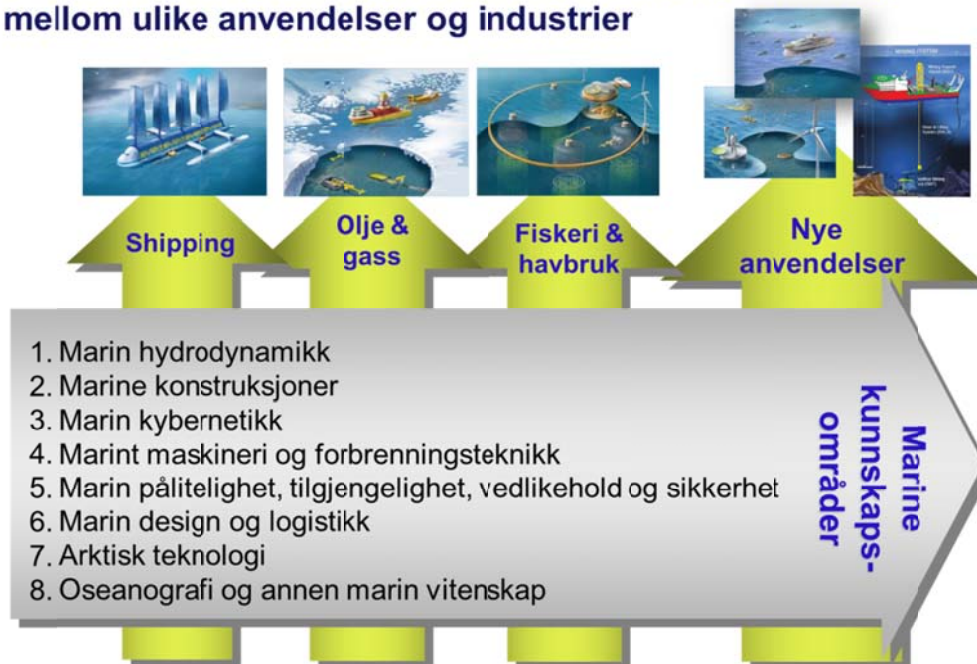 mellom ulike anvendelser og industrier
Shipping
Olje &
gass
Fiskeri &
havbruk
Nye
anvendelser
1. Marin hydrodynamikk
2. Marine konstruksjoner
3. Marin kybernetikk
4. Marint maskineri og forbrenningsteknikk
5. Marin pålitelighet, tilgjengelighet, vedlikehold og sikkerhet
6. Marin design og logistikk
7. Arktisk teknologi
8. Oseanografi og annen marin vitenskap
Marine
kunnskaps-
områder